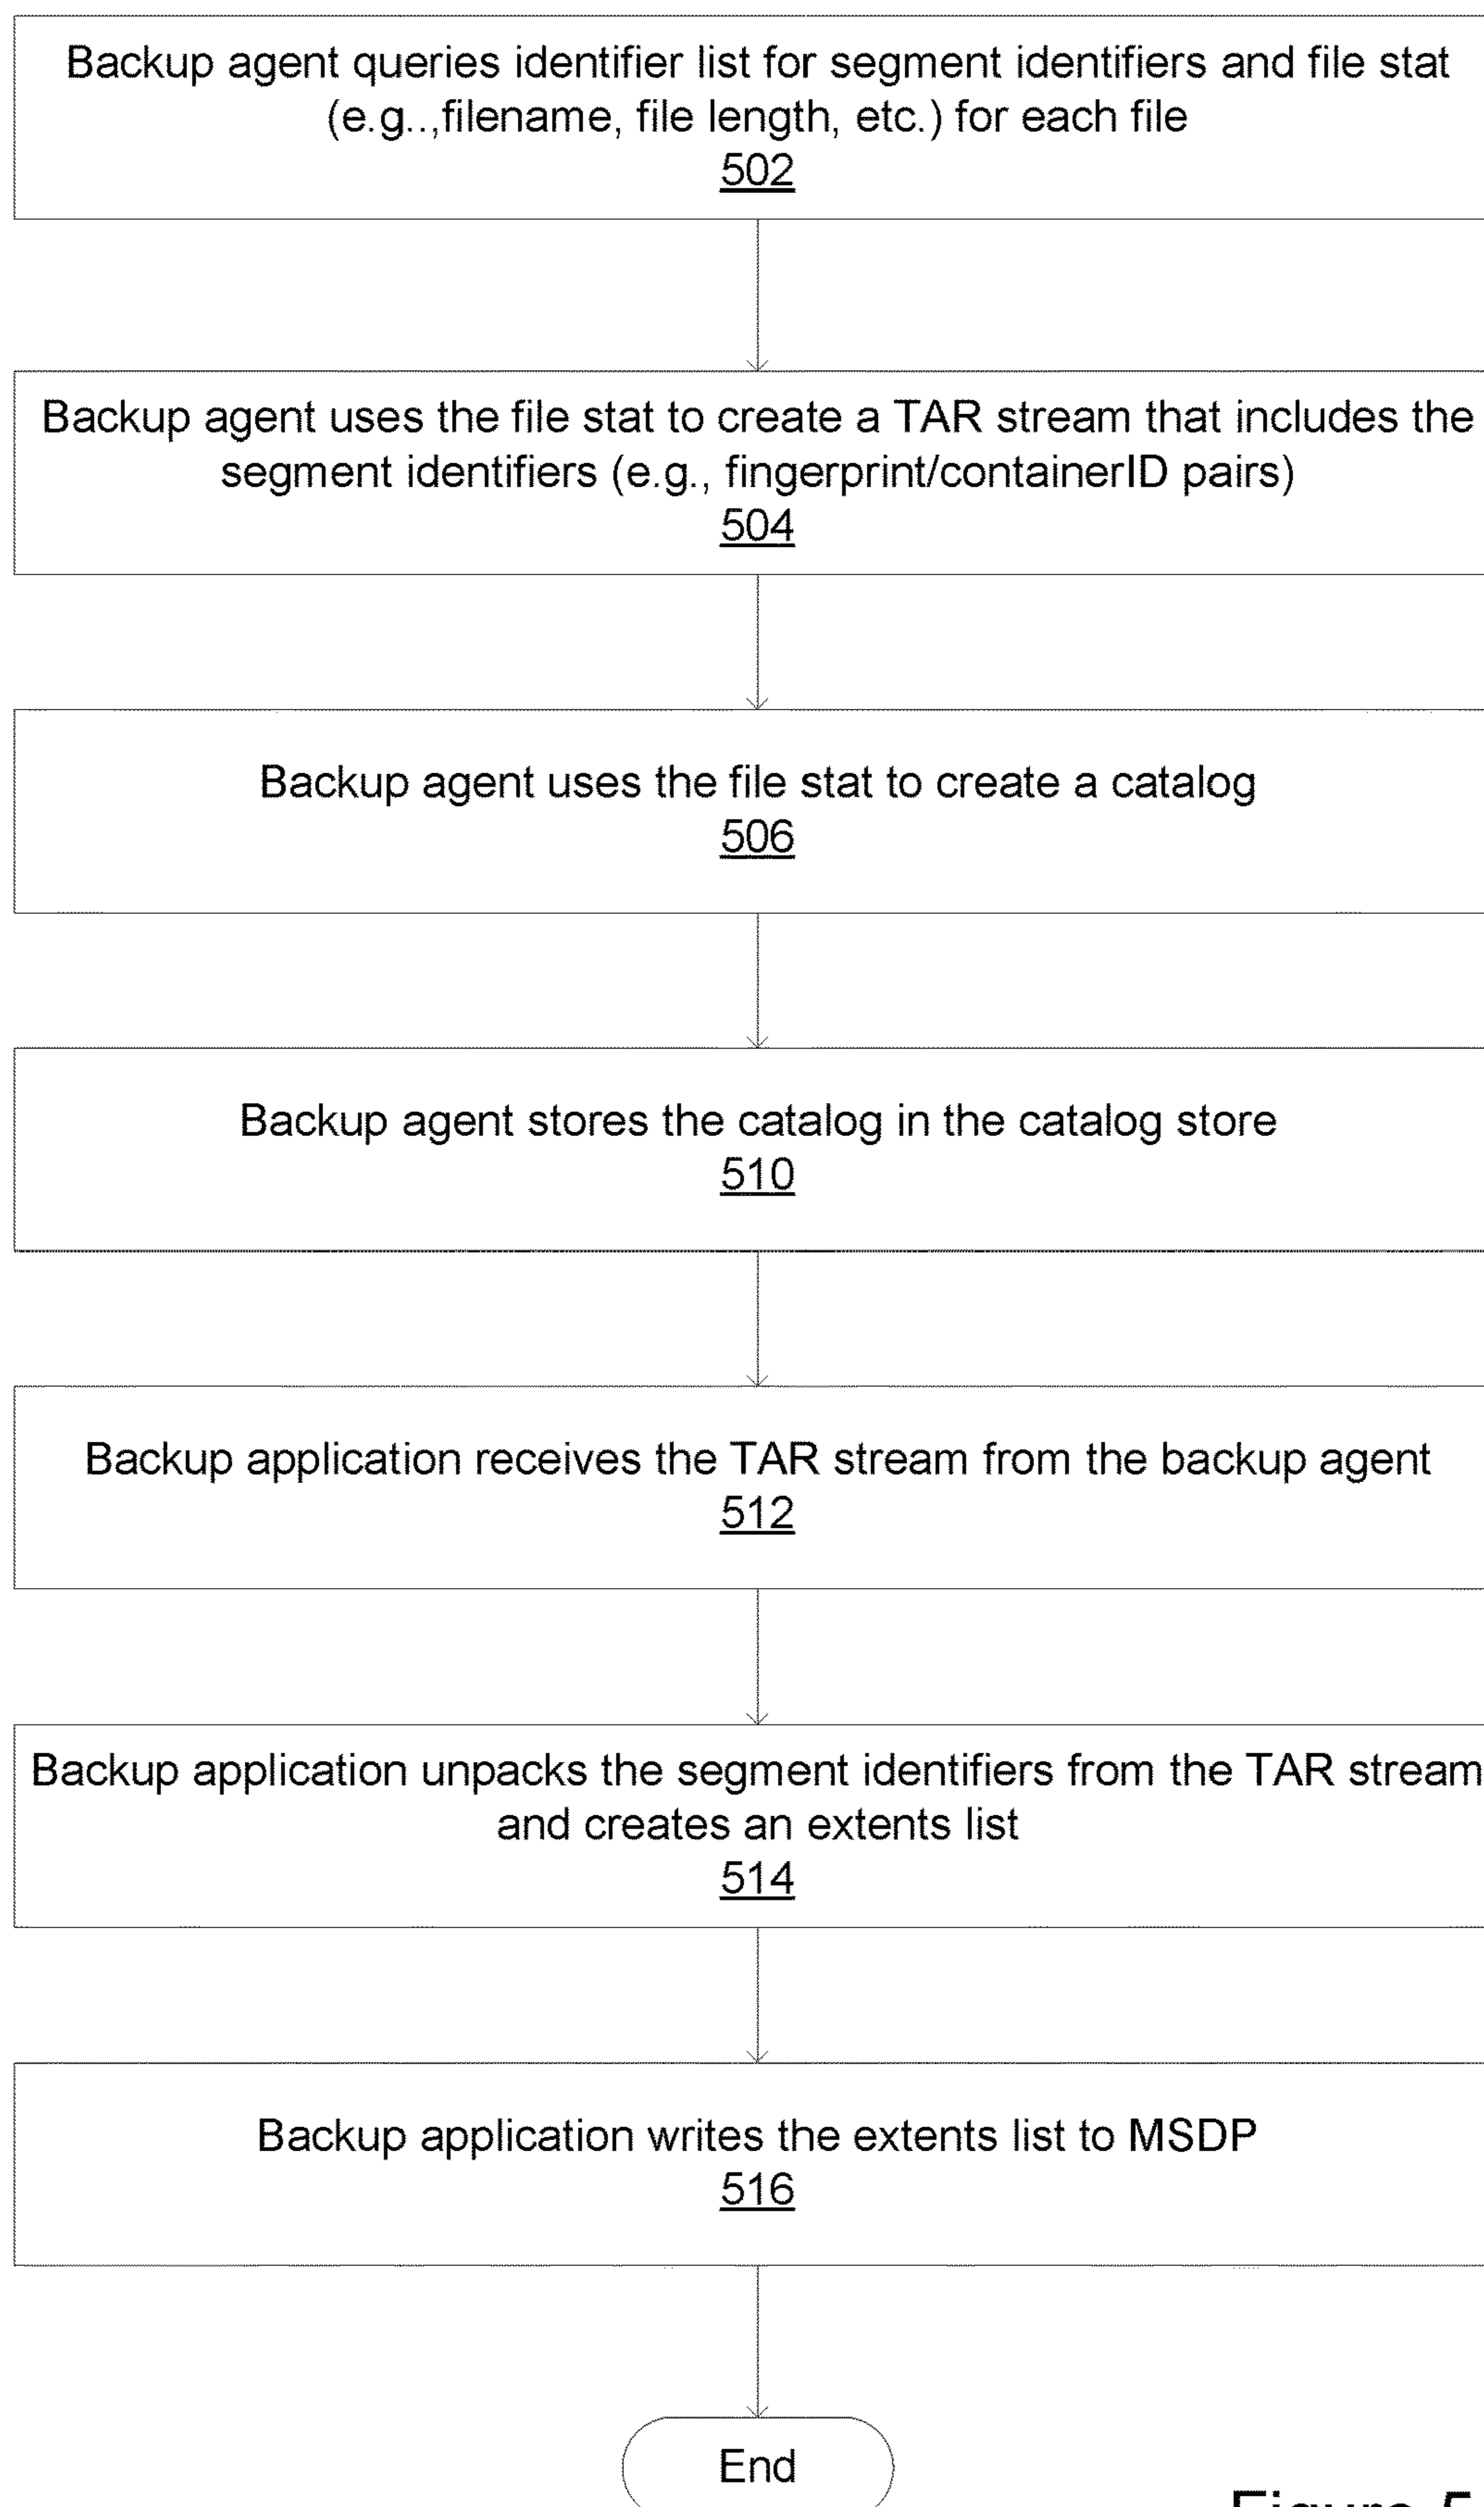 Backup agent queries identifier list for segment identifiers and file stat
(e.g..,filename, file length, etc.) for each file
502
Backup agent uses the file stat to create a TAR stream that includes the
segment identifiers (e.g., fingerprint/containerID pairs)
504
Backup agent uses the file stat to create a catalog
506
Backup agent stores the catalog in the catalog store
510
Backup application receives the TAR stream from the backup agent
512
Backup application unpacks the segment identifiers from the TAR stream
and creates an extents list
514
Backup application writes the extents list to MSDP
516
End
Figure 5